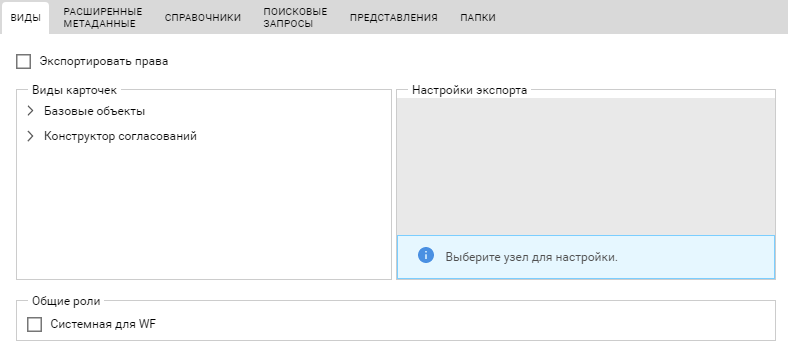 ВИДЫ
РАСШИРЕННЫЕ
МЕТАДАННЫЕ
СПРАВОЧНИКИ
ПОИСКОВЫЕ
ЗАПРОСЫ
ПРЕДСТАВЛЕНИЯ
ПАПКИ
Экспортировать права
Виды карточек
Базовые объекты
Конструктор согласований
Настройки экспорта
Выберите узел для настройки.
Общие роли
Системная для WF